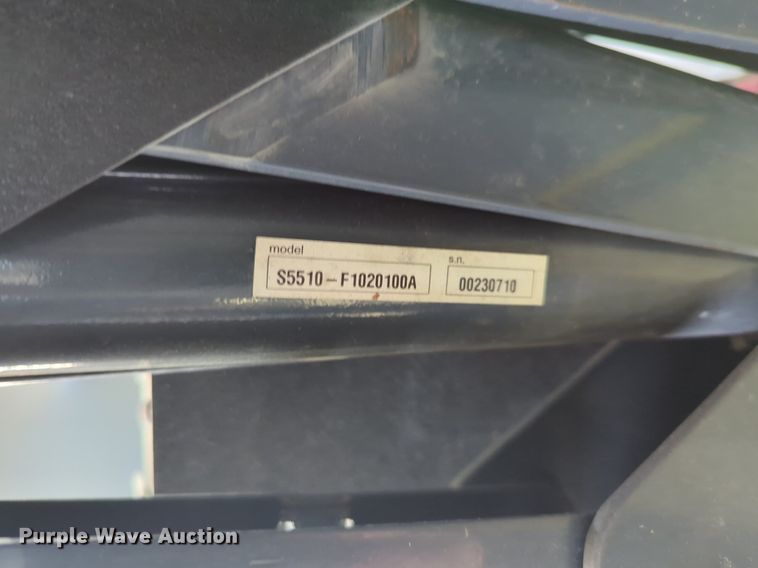 model
s.n.
S5510-F1020100A
00230710
Purple Wave Auction